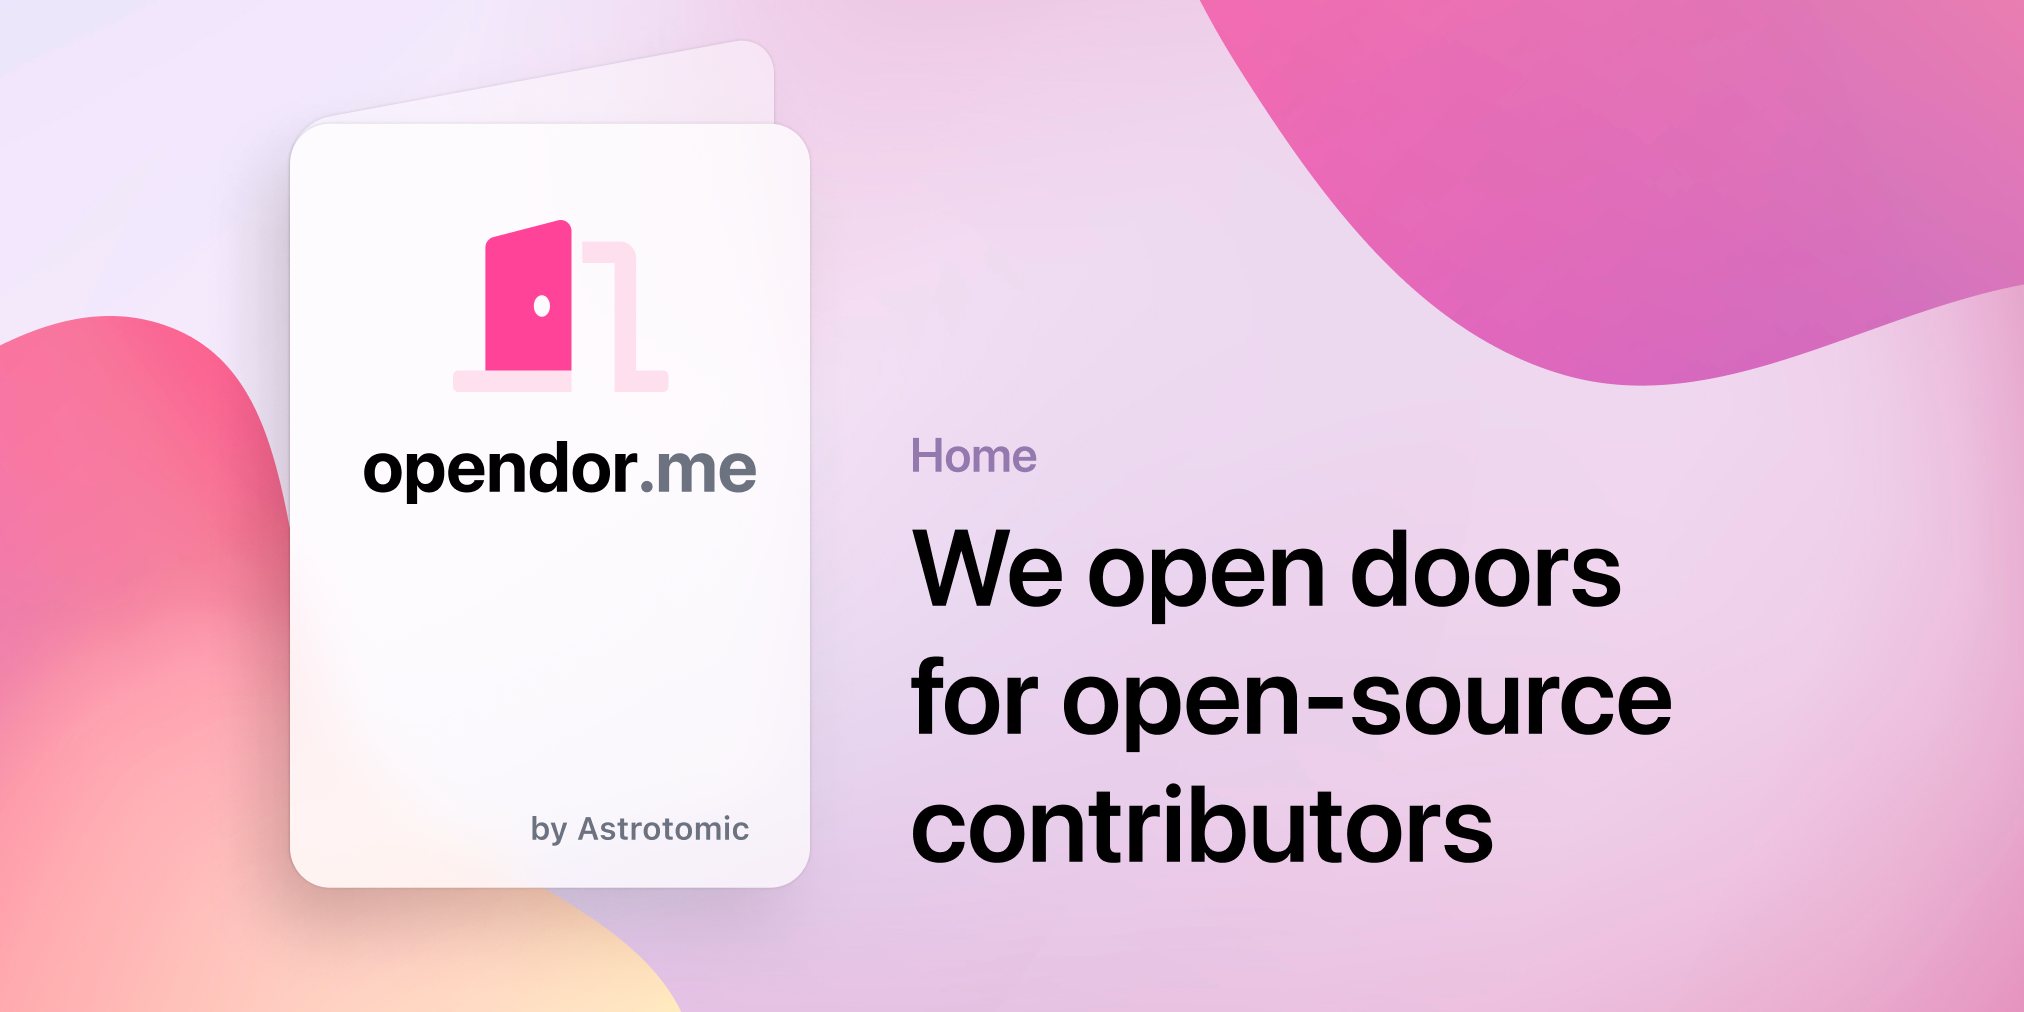 opendor.me
by Astrotomic
Home
We open doors
for open-source
contributors